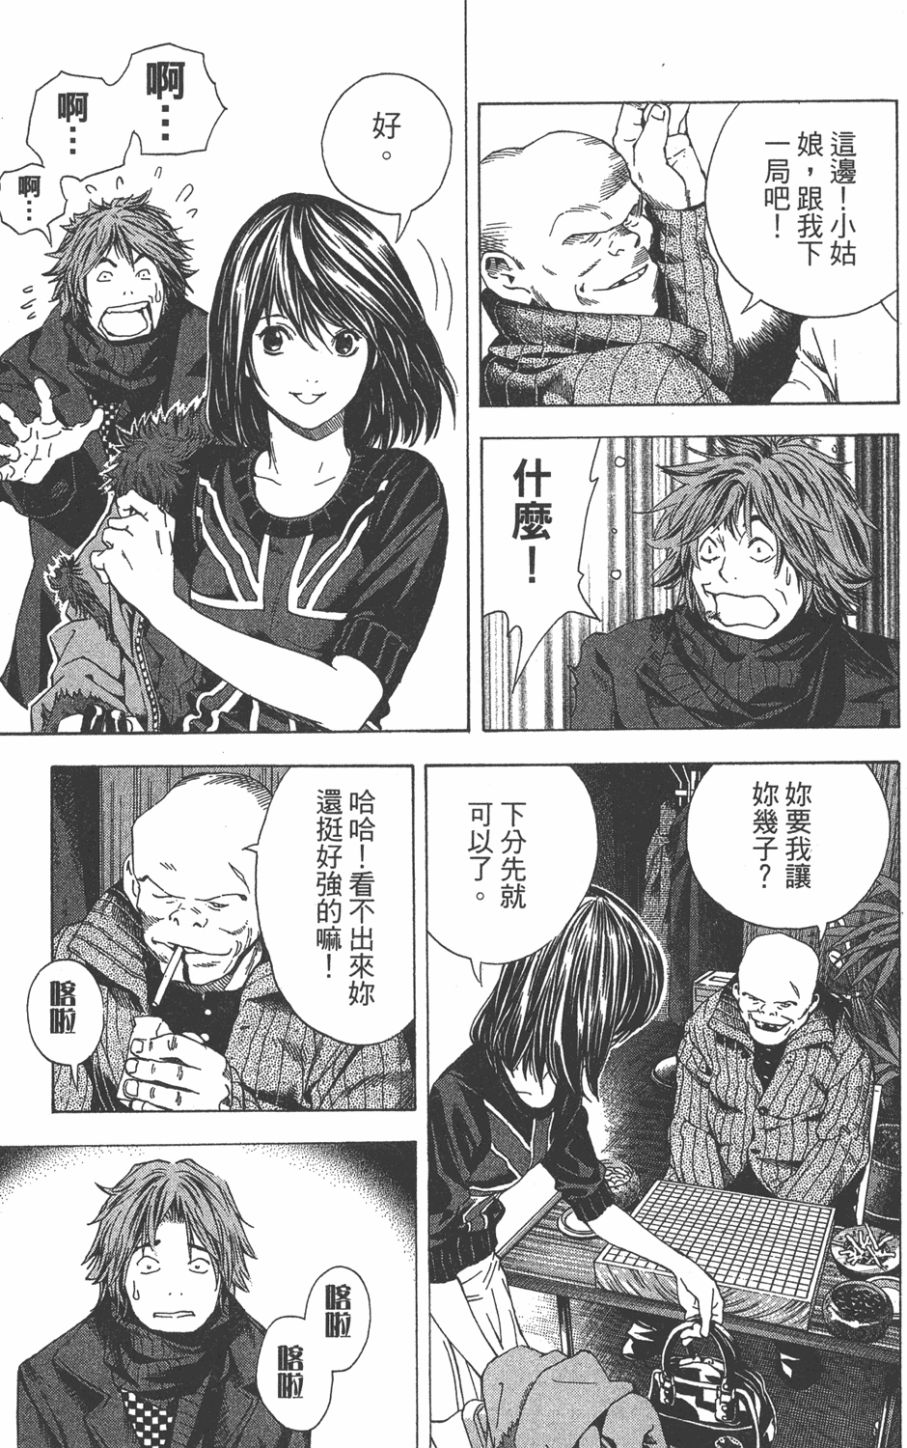 這邊！小姑
娘，跟我下
一局吧！
什麼！
好。
啊⋯
啊⋯
啊⋯
妳要我讓
妳幾子？
下分先就
可以了。
哈哈！看不出來妳
還挺好強的嘛！
喀啦
喀啦
喀啦